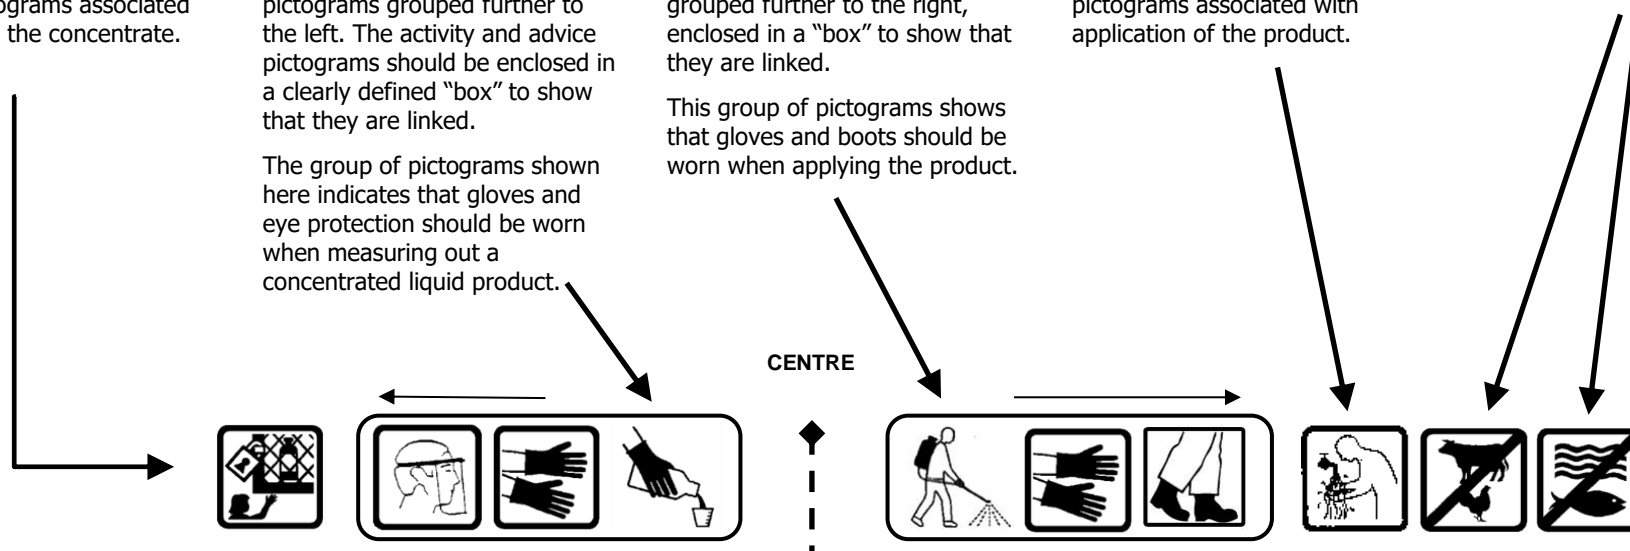 ograms associated
the concentrate.
pictograms grouped further to
the left. The activity and advice
pictograms should be enclosed in
a clearly defined “box” to show
that they are linked.
The group of pictograms shown
here indicates that gloves and
eye protection should be worn
when measuring out a
concentrated liquid product.
grouped further to the right,
enclosed in a “box” to show that
they are linked.
This group of pictograms shows
that gloves and boots should be
worn when applying the product.
pictograms associated with
application of the product.
CENTRE